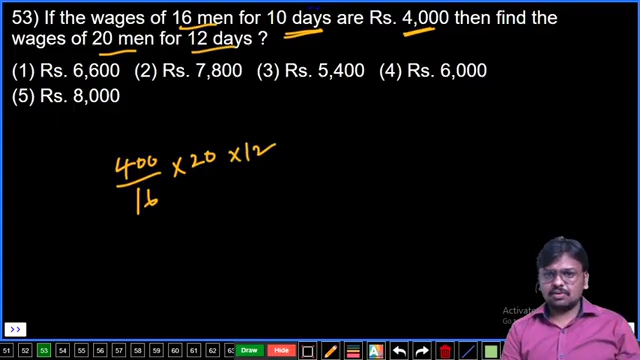 53) If the wages of 16 men for 10 days are Rs. 4,000 then find the
wages of 20 men for 12 days ?
(1) Rs. 6,600 (2) Rs. 7,800 (3) Rs. 5,400 (4) Rs. 6,000
(5) Rs. 8,000
400
16
× 20 × 12
Activate
>>
51 52 53 54 55 56 57 58 59 60 61 62 63 Draw Hide